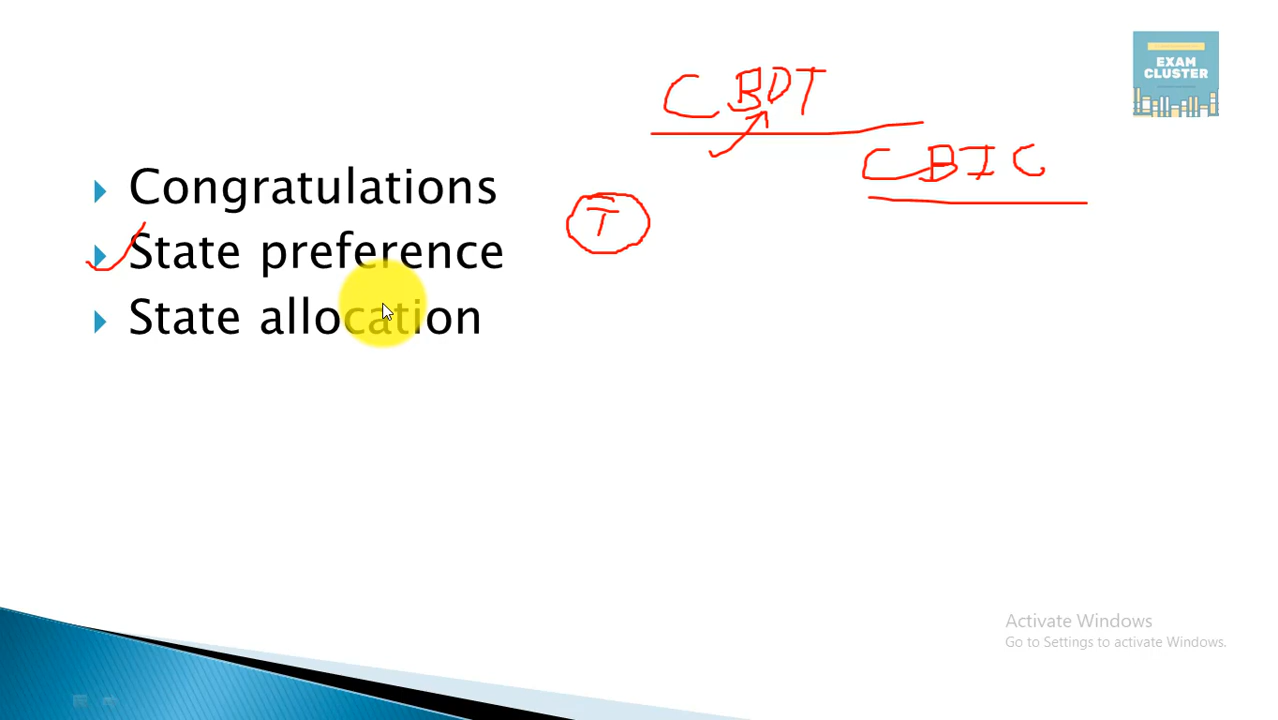 CBDT
EXAM
CLUSTER
CBIC
Congratulations
T
State preference
State allocation
Activate Windows
Go to Settings to activate Windows.